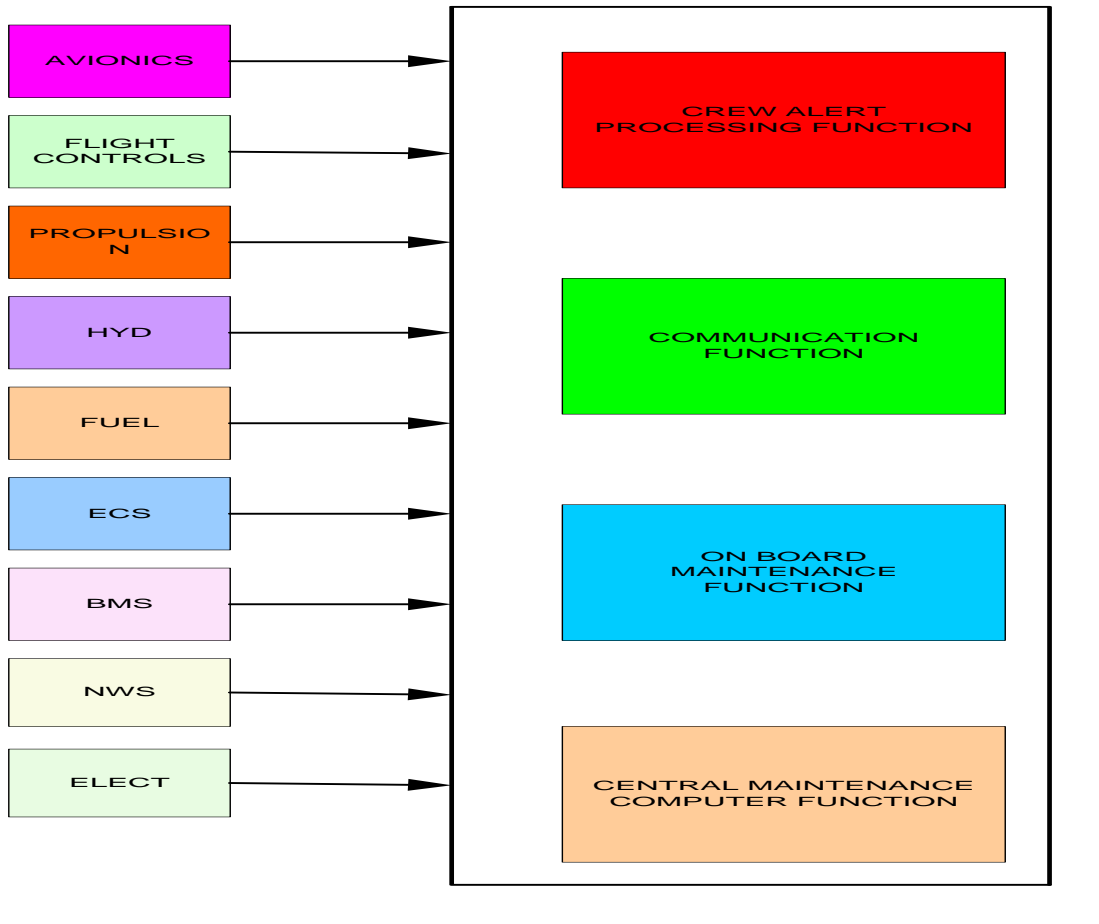 AVIONICS
FLIGHT
CONTROLS
PROPULSIO
N
HYD
FUEL
ECS
BMS
NWS
ELECT
CREW ALERT
PROCESSING FUNCTION
COMMUNICATION
FUNCTION
ON BOARD
MAINTENANCE
FUNCTION
CENTRAL MAINTENANCE
COMPUTER FUNCTION